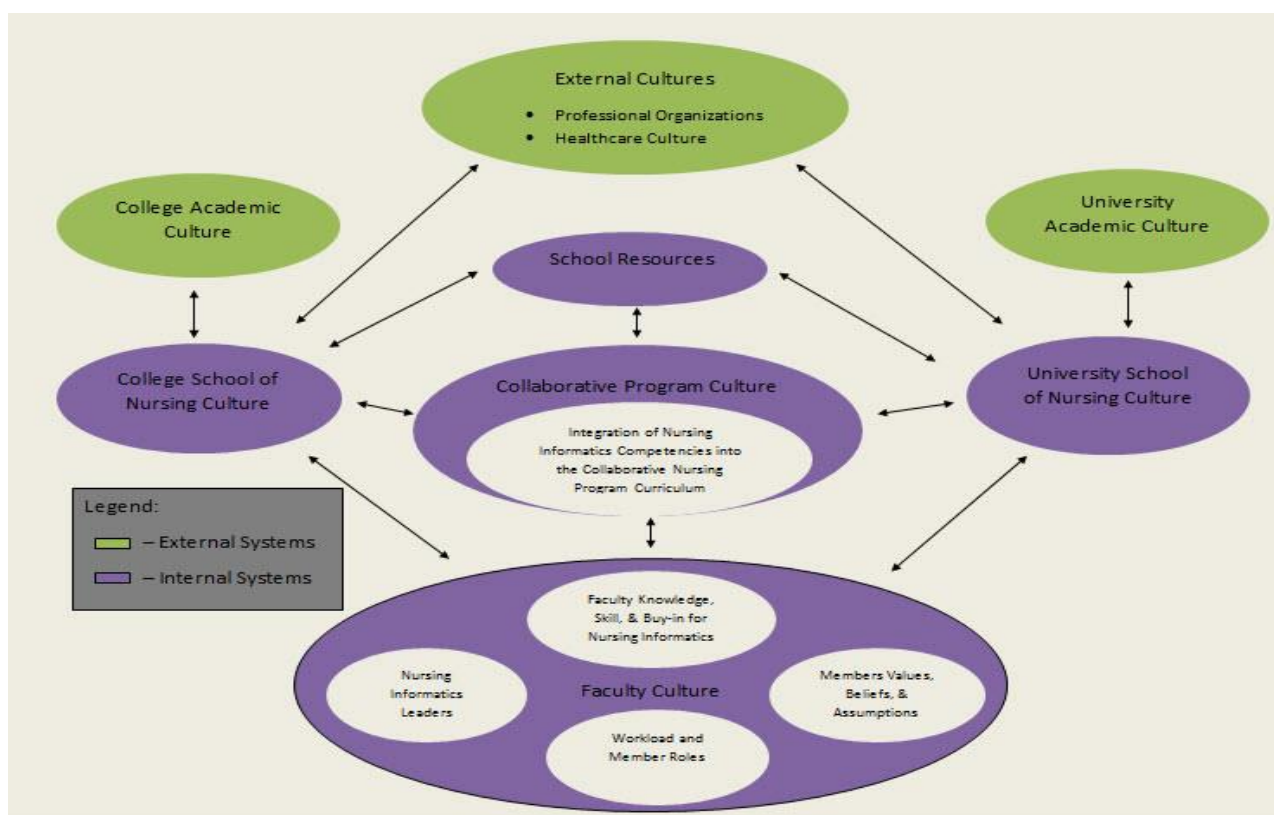 External Cultures
• Professional Organizations
• Healthcare Culture
College Academic
Culture
University
Academic Culture
School Resources
College School of
Nursing Culture
Collaborative Program Culture
University School
of Nursing Culture
Integration of Nursing
Informatics Competencies into
the Collaborative Nursing
Program Curriculum
Legend:
– External Systems
– Internal Systems
Faculty Knowledge,
Skill, & Buy-in for
Nursing Informatics
Nursing
Informatics
Leaders
Faculty Culture
Members Values,
Beliefs, &
Assumptions
Workload and
Member Roles